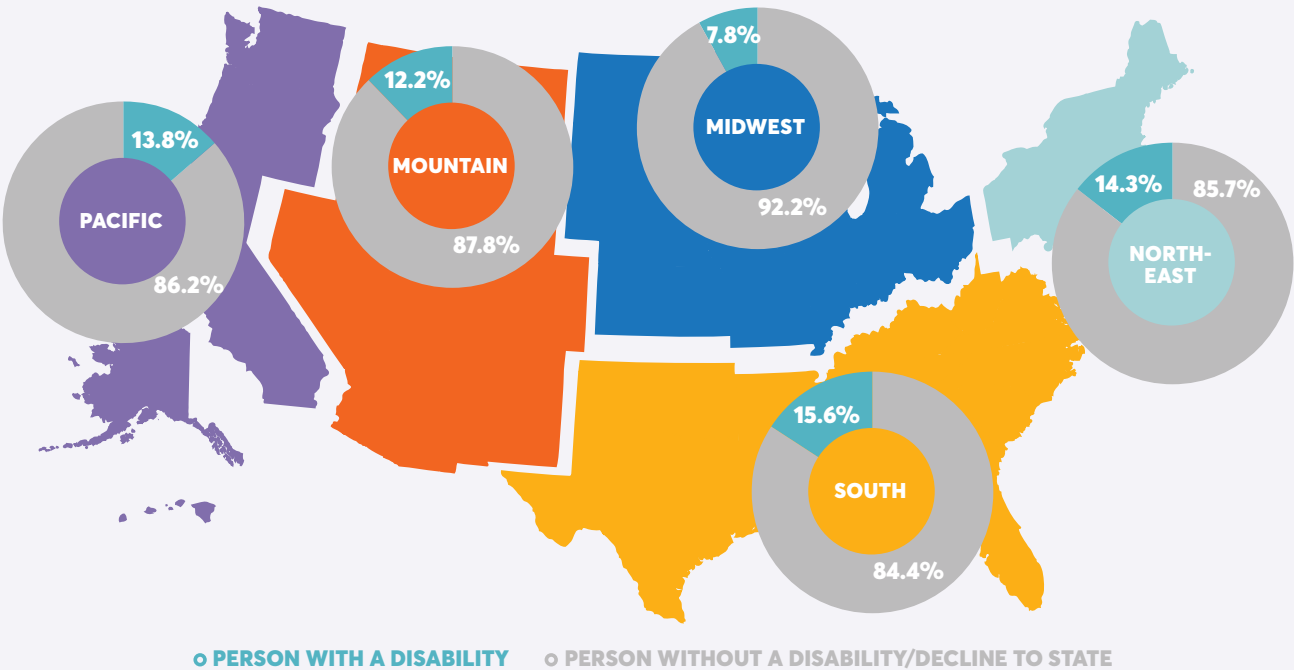 13.8%
PACIFIC
86.2%
12.2%
MOUNTAIN
87.8%
7.8%
MIDWEST
92.2%
14.3%
85.7%
NORTH-
EAST
15.6%
SOUTH
84.4%
PERSON WITH A DISABILITY
PERSON WITHOUT A DISABILITY/DECLINE TO STATE